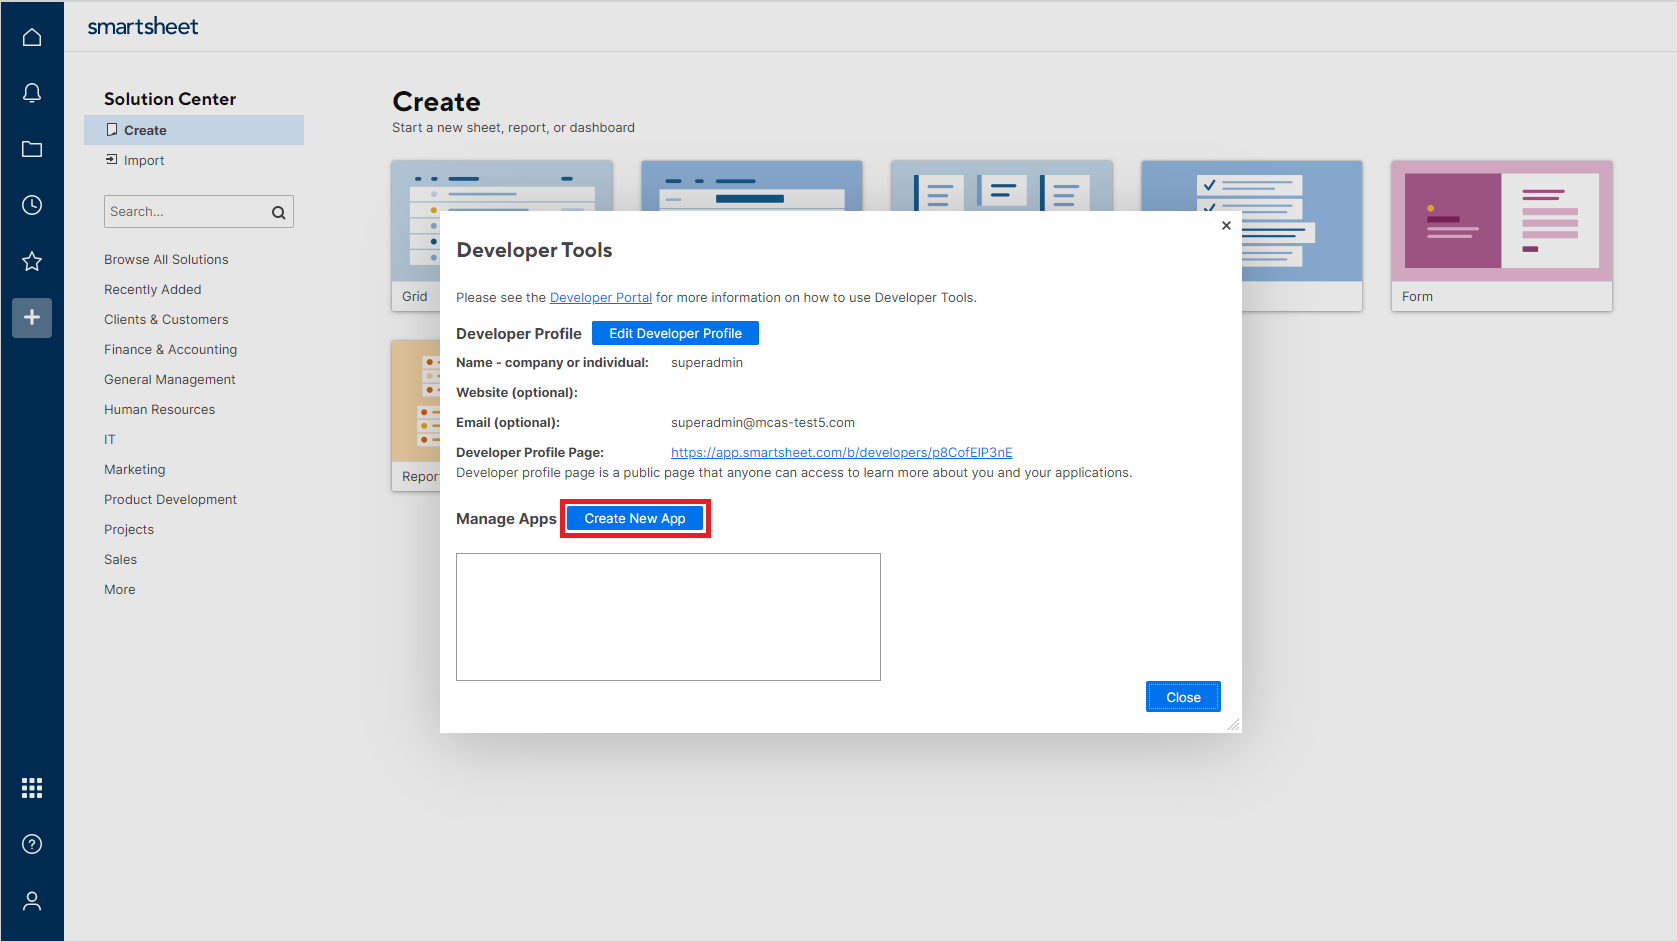 smartsheet
Solution Center
Create
Import
Search...
Browse All Solutions
Recently Added
Clients & Customers
Finance & Accounting
General Management
Human Resources
IT
Marketing
Product Development
Projects
Sales
More
Create
Start a new sheet, report, or dashboard
Grid
Form
Report
Developer Tools
Please see the Developer Portal for more information on how to use Developer Tools.
Developer Profile Edit Developer Profile
Name - company or individual: superadmin
Website (optional):
Email (optional): superadmin@mcas-test5.com
Developer Profile Page: https://app.smartsheet.com/b/developers/p8CofEIP3nE
Developer profile page is a public page that anyone can access to learn more about you and your applications.
Manage Apps Create New App
Close